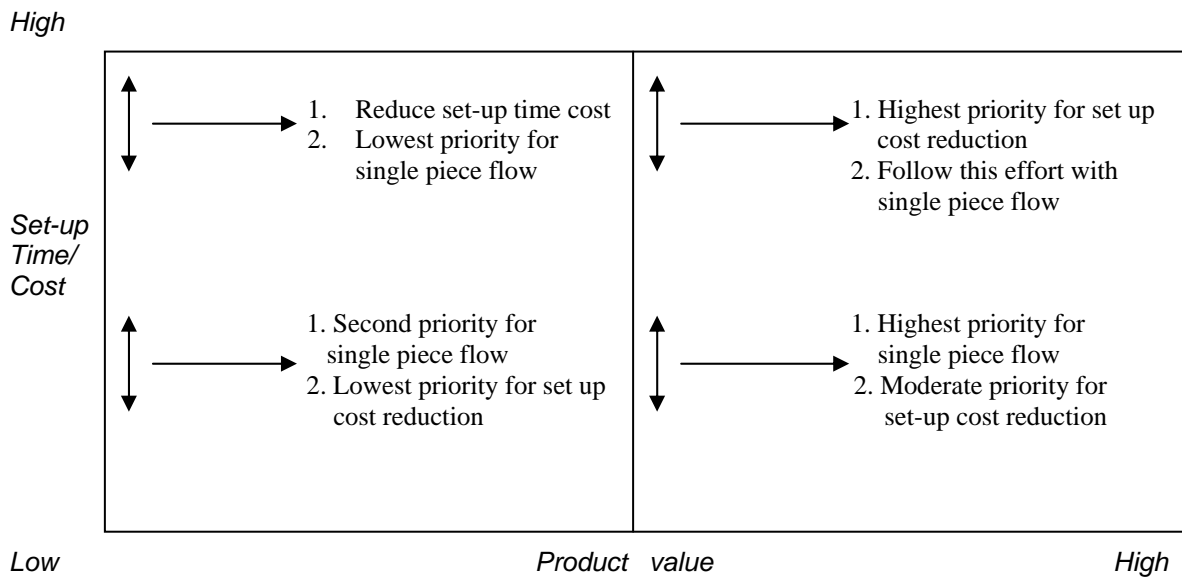 High
1. Reduce set-up time cost
2. Lowest priority for
single piece flow
1. Highest priority for set up
cost reduction
2. Follow this effort with
single piece flow
Set-up
Time/
Cost
1. Second priority for
single piece flow
2. Lowest priority for set up
cost reduction
1. Highest priority for
single piece flow
2. Moderate priority for
set-up cost reduction
Low Product value High